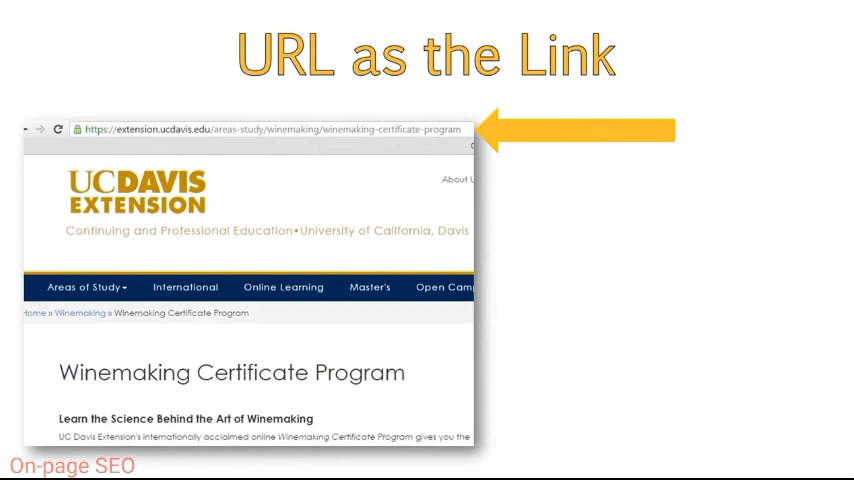 URL as the Link
https://extension.ucdavis.edu/areas-study/winemaking/winemaking-certificate-program
About U
UCDAVIS
EXTENSION
Continuing and Professional Education•University of California, Davis
Areas of Study International Online Learning Master's Open Camp
Home » Winemaking » Winemaking Certificate Program
Winemaking Certificate Program
Learn the Science Behind the Art of Winemaking
UC Davis Extension's internationally acclaimed online Winemaking Certificate Program gives you the
On-page SEO